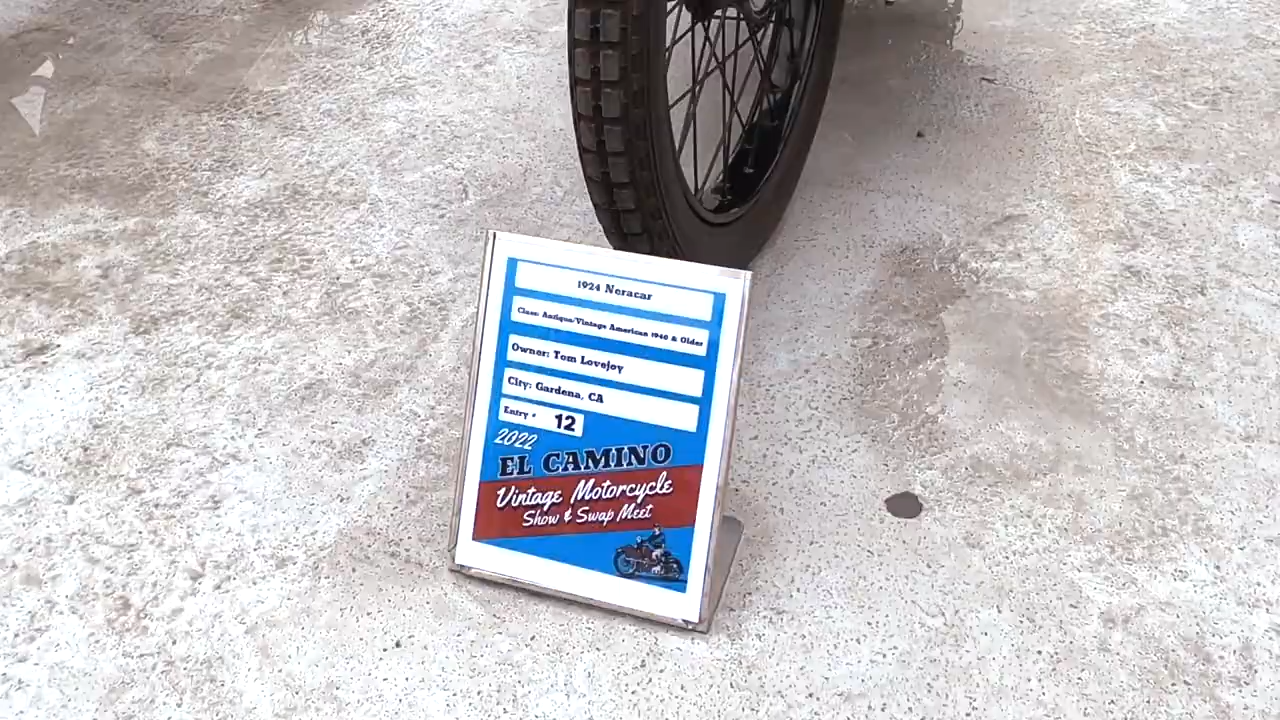 1924 Neracar
Class: Antique/Vintage American 1940 & Older
Owner: Tom Lovejoy
City: Gardena, CA
Entry # 12
2022
EL CAMINO
Vintage Motorcycle
Show & Swap Meet